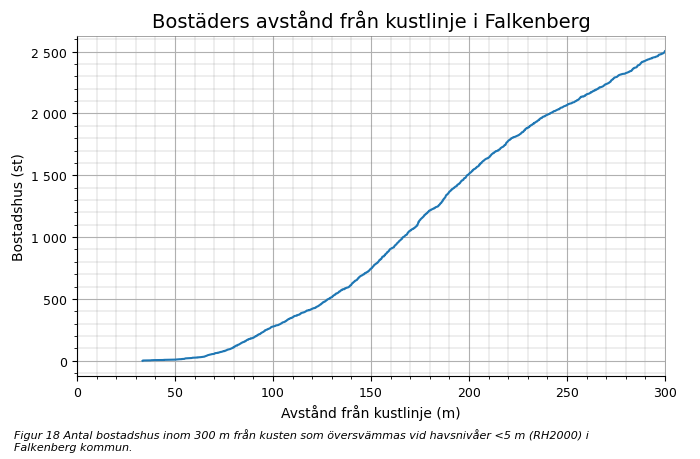 Bostäders avstånd från kustlinje i Falkenberg
Bostadshus (st)
2 500
2 000
1 500
1 000
500
0
0 50 100 150 200 250 300
Avstånd från kustlinje (m)
Figur 18 Antal bostadshus inom 300 m från kusten som översvämmas vid havsnivåer <5 m (RH2000) i
Falkenberg kommun.